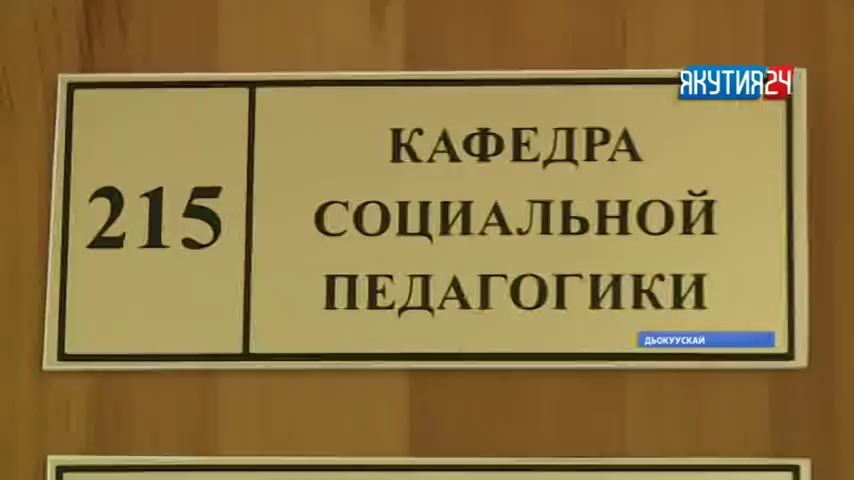 ЯКУТИЯ24
215
КАФЕДРА
СОЦИАЛЬНОЙ
ПЕДАГОГИКИ
ДЬОКУУСКАЙ